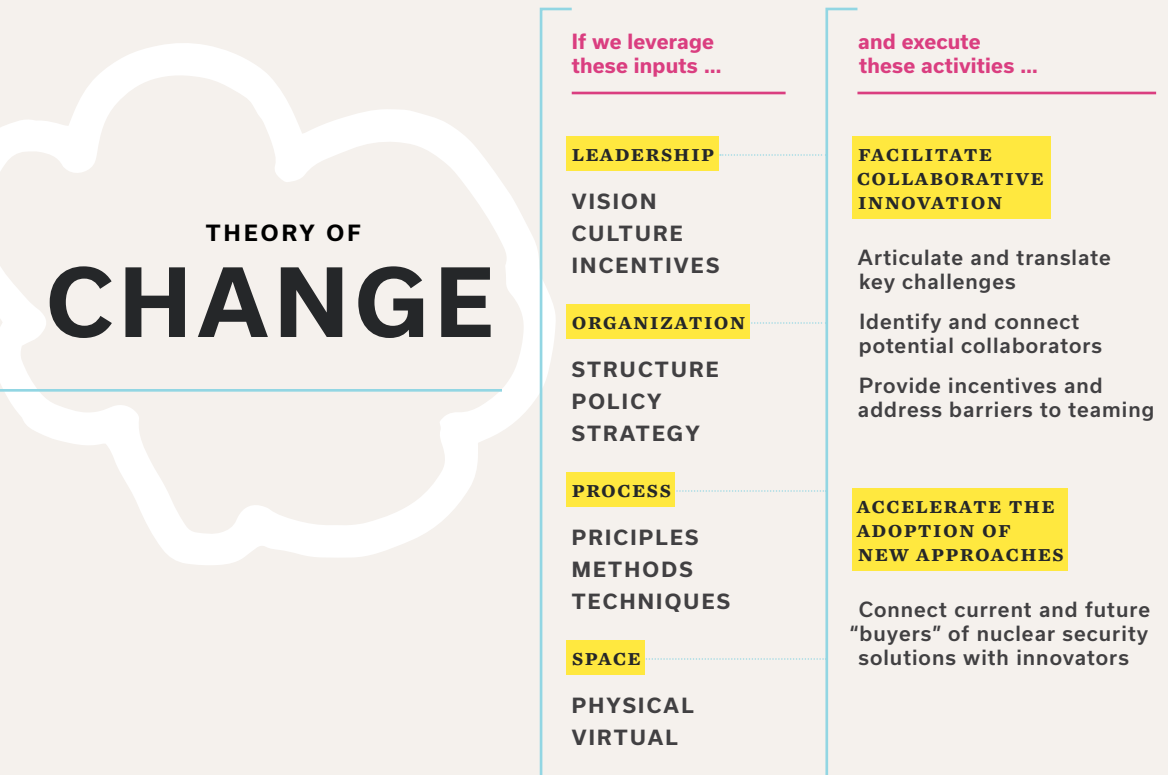 THEORY OF
CHANGE
If we leverage
these inputs ...
LEADERSHIP
VISION
CULTURE
INCENTIVES
ORGANIZATION
STRUCTURE
POLICY
STRATEGY
PROCESS
PRICIPLES
METHODS
TECHNIQUES
SPACE
PHYSICAL
VIRTUAL
and execute
these activities ...
FACILITATE
COLLABORATIVE
INNOVATION
Articulate and translate
key challenges
Identify and connect
potential collaborators
Provide incentives and
address barriers to teaming
ACCELERATE THE
ADOPTION OF
NEW APPROACHES
Connect current and future
“buyers” of nuclear security
solutions with innovators